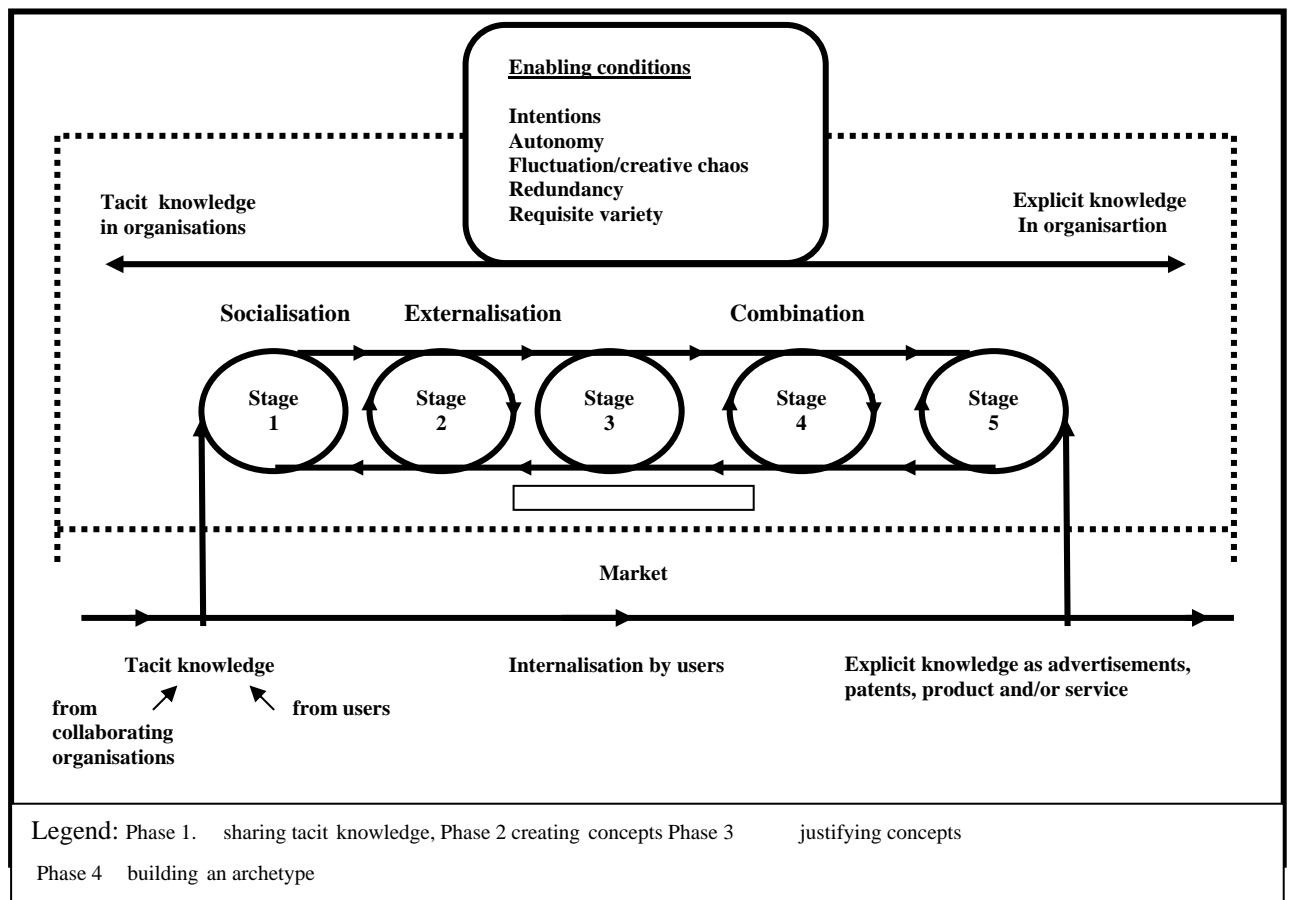 Enabling conditions
Intentions
Autonomy
Fluctuation/creative chaos
Redundancy
Requisite variety
Tacit knowledge
in organisations
Explicit knowledge
In organisartion
Socialisation
Externalisation
Combination
Stage
1
Stage
2
Stage
3
Stage
4
Stage
5
Market
Tacit knowledge
from
collaborating
organisations
from users
Internalisation by users
Explicit knowledge as advertisements,
patents, product and/or service
Legend: Phase 1. sharing tacit knowledge, Phase 2 creating concepts Phase 3 justifying concepts
Phase 4 building an archetype